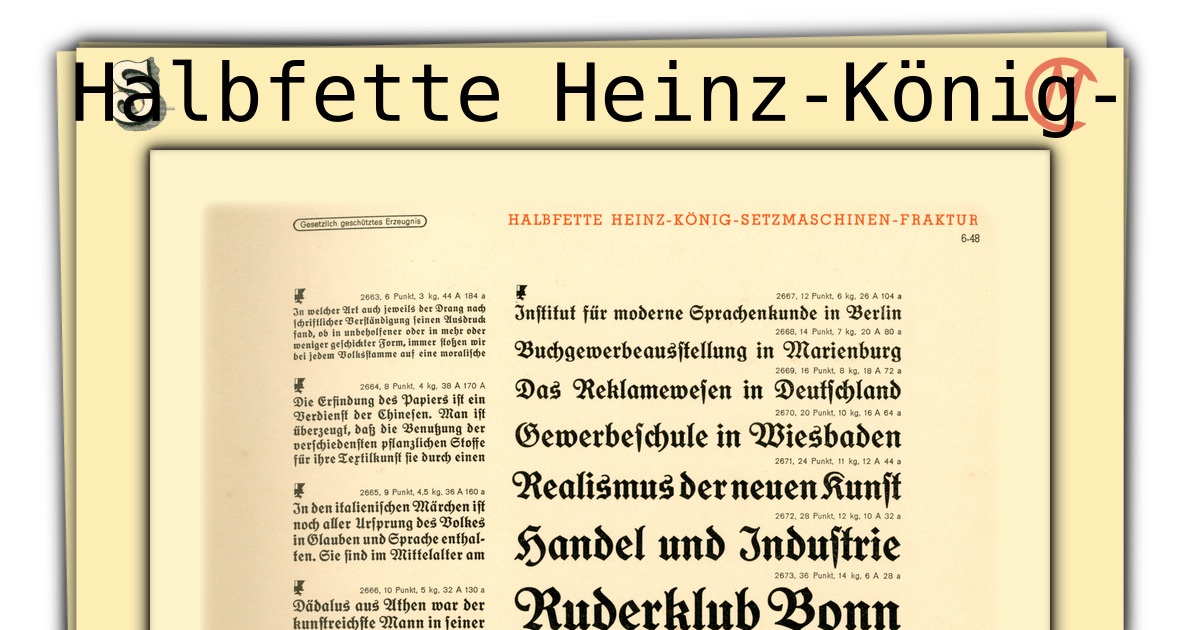 Halbfette Heinz-König-
Gesetzlich geschütztes Erzeugnis
HALBFETTE HEINZ-KÖNIG-SETZMASCHINEN-FRAKTUR
6-48
2663, 6 Punkt, 3 kg, 44 A 184 a
In welcher Art auch jeweils der Drang nach
schriftlicher Verständigung seinen Ausdruck
fand, ob in unbeholfener oder in mehr oder
weniger geschickter Form, immer stoßen wir
bei jedem Volksstamme auf eine moralische
2664, 8 Punkt, 4 kg, 38 A 170 A
Die Erfindung des Papiers ist ein
Verdienst der Chinesen. Man ist
überzeugt, daß die Benutzung der
verschiedensten pflanzlichen Stoffe
für ihre Textilkunst sie durch einen
2665, 9 Punkt, 4,5 kg, 36 A 160 a
In den italienischen Märchen ist
noch aller Ursprung des Volkes
in Glauben und Sprache enthal-
ten. Sie sind im Mittelalter am
2666, 10 Punkt, 5 kg, 32 A 130 a
Dädalus aus Athen war der
kunstreichste Mann in seiner
2667, 12 Punkt, 6 kg, 26 A 104 a
Institut für moderne Sprachenkunde in Berlin
2668, 14 Punkt, 7 kg, 20 A 80 a
Buchgewerbeausstellung in Marienburg
2669, 16 Punkt, 8 kg, 18 A 72 a
Das Reklamewesen in Deutschland
2670, 20 Punkt, 10 kg, 16 A 64 a
Gewerbeschule in Wiesbaden
2671, 24 Punkt, 11 kg, 12 A 44 a
Realismus der neuen Kunst
2672, 28 Punkt, 12 kg, 10 A 32 a
Handel und Industrie
2673, 36 Punkt, 14 kg, 6 A 28 a
Ruderklub Bonn